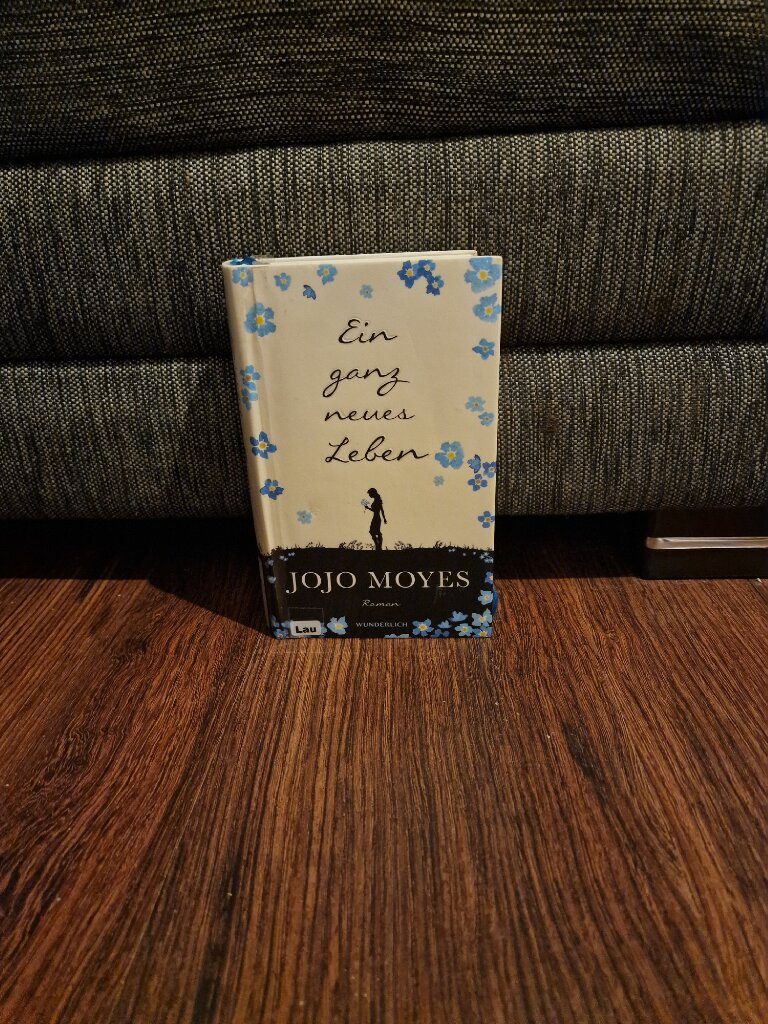 Ein
ganz
neues
Leben
JOJO MOYES
Roman
Lau
WUNDERLICH